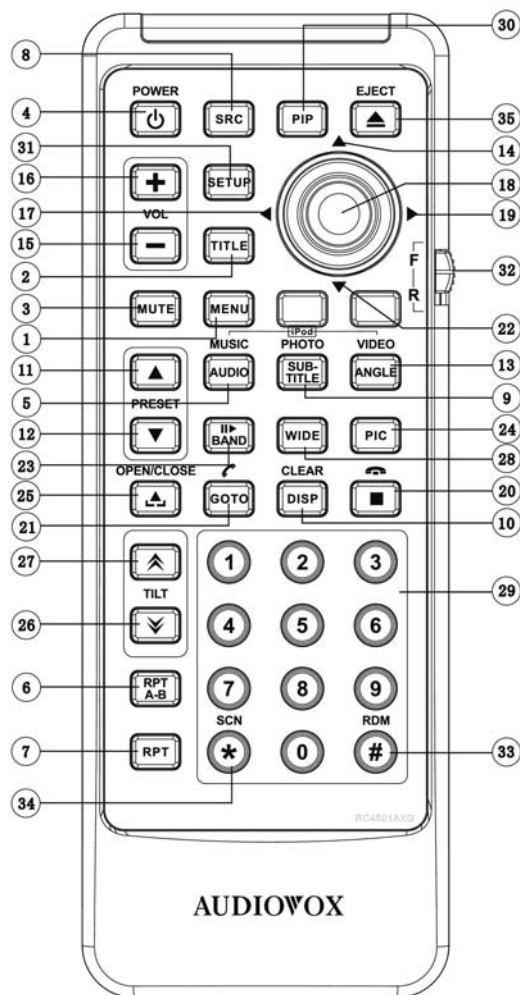 30
8
POWER
EJECT
4
SRC
PIP
35
31
14
16
+
SETUP
18
17
VOL
19
15
−
TITLE
F
32
2
R
3
MUTE
MENU
22
1
iPod
MUSIC
PHOTO
VIDEO
13
11
AUDIO
SUB-
TITLE
ANGLE
5
PRESET
9
12
BAND
WIDE
PIC
24
23
28
OPEN/CLOSE
CLEAR
25
GOTO
DISP
20
21
10
27
1
2
3
29
TILT
26
4
5
6
6
RPT
A-B
7
8
9
SCN
RDM
7
RPT
*
0
#
33
34
RC4501AXG
AUDIOVOX